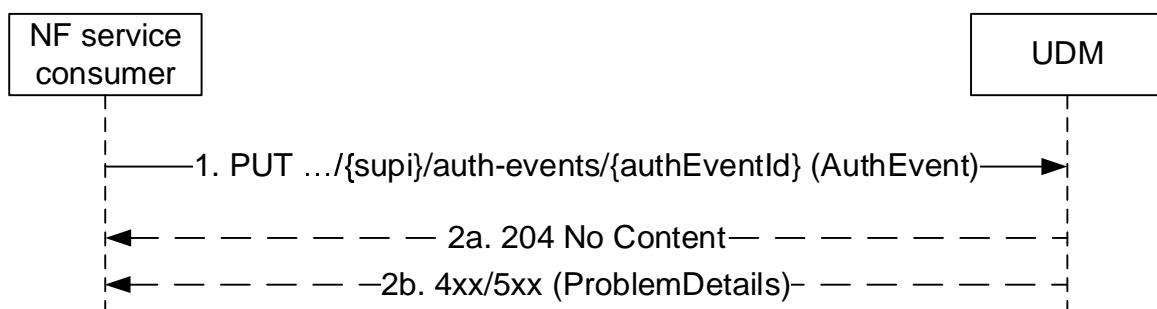 NF service
consumer
UDM
1. PUT …/{supi}/auth-events/{authEventId} (AuthEvent)
2a. 204 No Content
2b. 4xx/5xx (ProblemDetails)